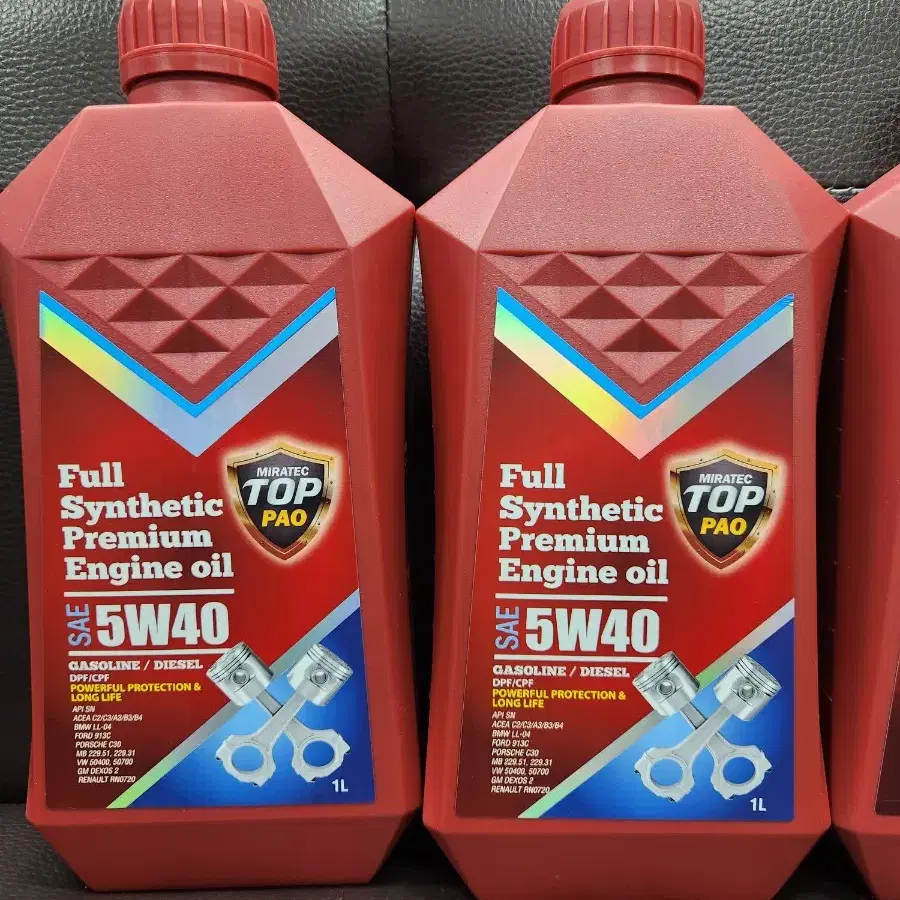 Full
Synthetic
Premium
Engine oil
MIRATEC
TOP
PAO
SAE 5W40
GASOLINE / DIESEL
DPF/CPF
POWERFUL PROTECTION &
LONG LIFE
API SN
ACEA C2/C3/A3/B3/B4
BMW LL-04
FORD 913C
PORSCHE C30
MB 229.51, 229.31
VW 50400, 50700
GM DEXOS 2
RENAULT RN0720
1L
Full
Synthetic
Premium
Engine oil
MIRATEC
TOP
PAO
SAE 5W40
GASOLINE / DIESEL
DPF/CPF
POWERFUL PROTECTION &
LONG LIFE
API SN
ACEA C2/C3/A3/B3/B4
BMW LL-04
FORD 913C
PORSCHE C30
MB 229.51, 229.31
VW 50400, 50700
GM DEXOS 2
RENAULT RN0720
1L